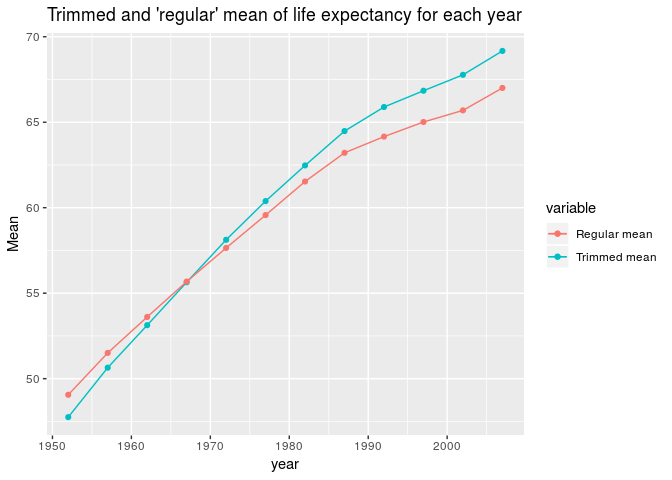 Trimmed and 'regular' mean of life expectancy for each year
70
65
60
55
50
Mean
1950 1960 1970 1980 1990 2000
year
variable
Regular mean
Trimmed mean